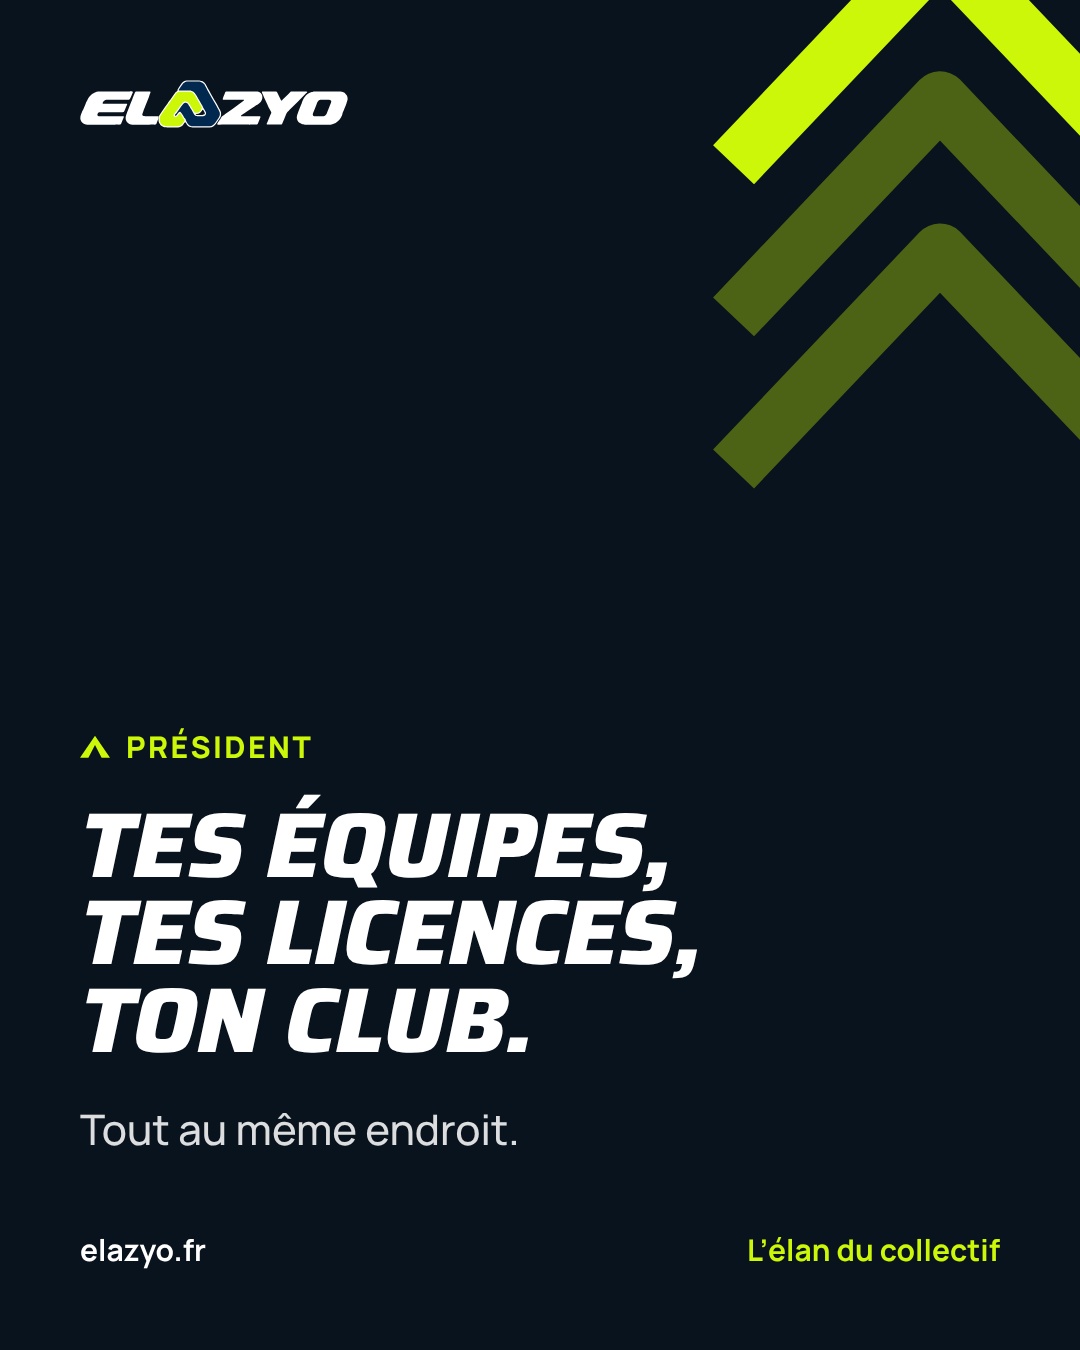 ELAZYO
PRÉSIDENT
TES ÉQUIPES,
TES LICENCES,
TON CLUB.
Tout au même endroit.
elazyo.fr
L’élan du collectif